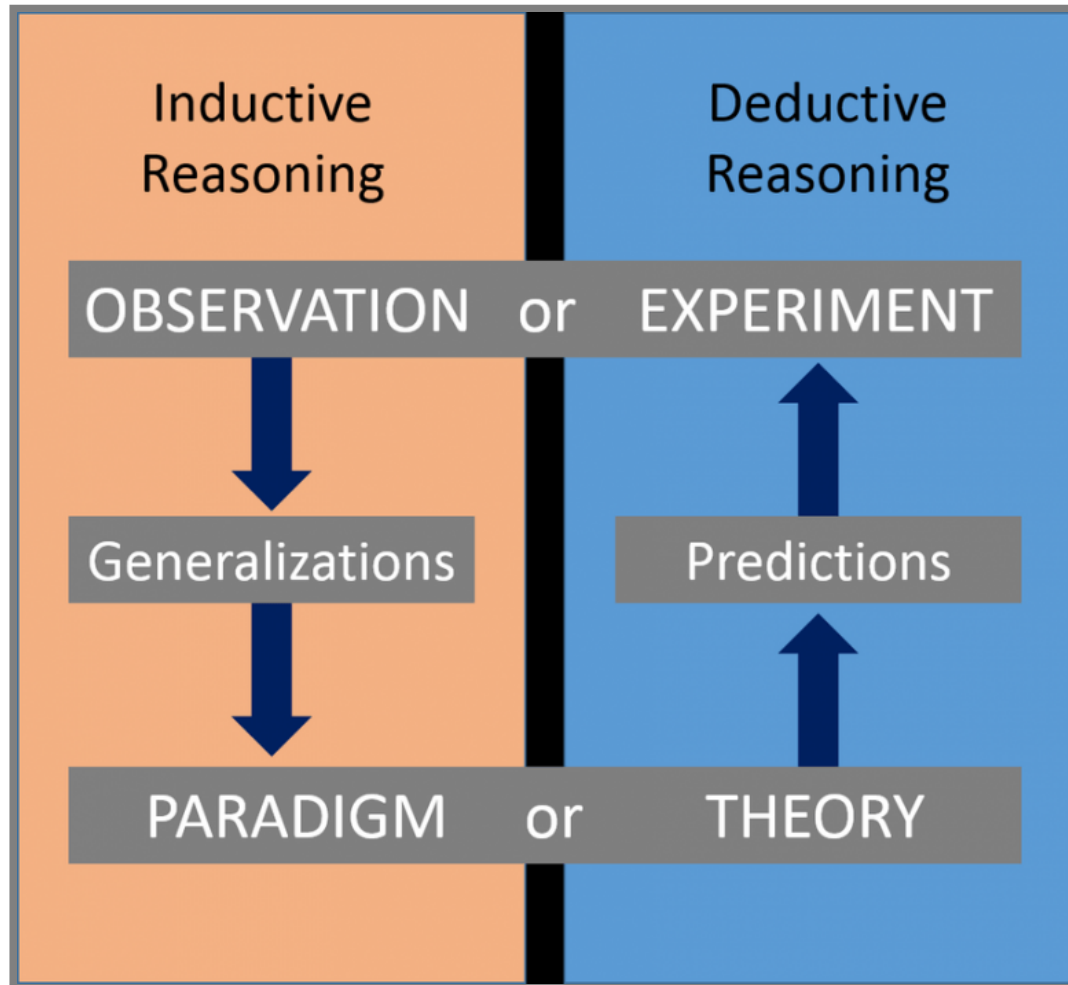 Inductive
Reasoning
Deductive
Reasoning
OBSERVATION or EXPERIMENT
Generalizations
Predictions
PARADIGM or THEORY